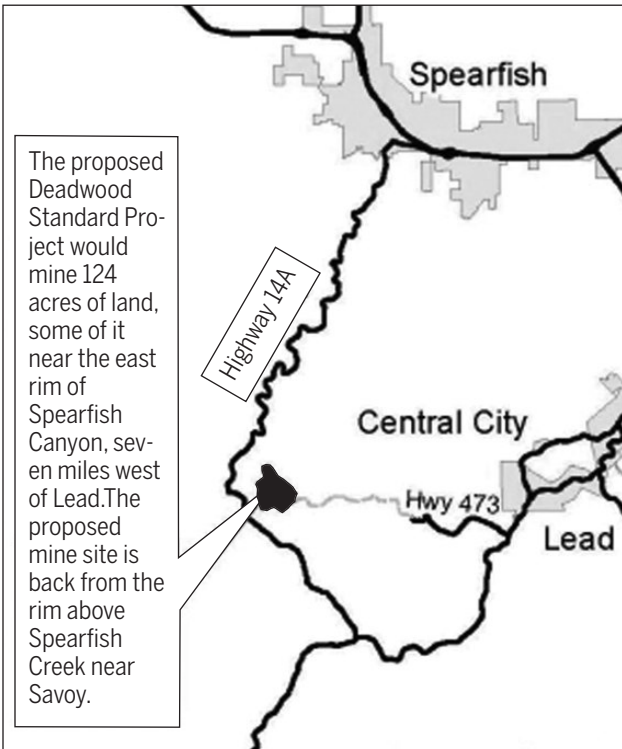 Spearfish
The proposed
Deadwood
Standard Pro-
ject would
mine 124
acres of land,
some of it
near the east
rim of
Spearfish
Canyon, sev-
en miles west
of Lead.The
proposed
mine site is
back from the
rim above
Spearfish
Creek near
Savoy.
Highway 14A
Central City
Hwy 473
Lead